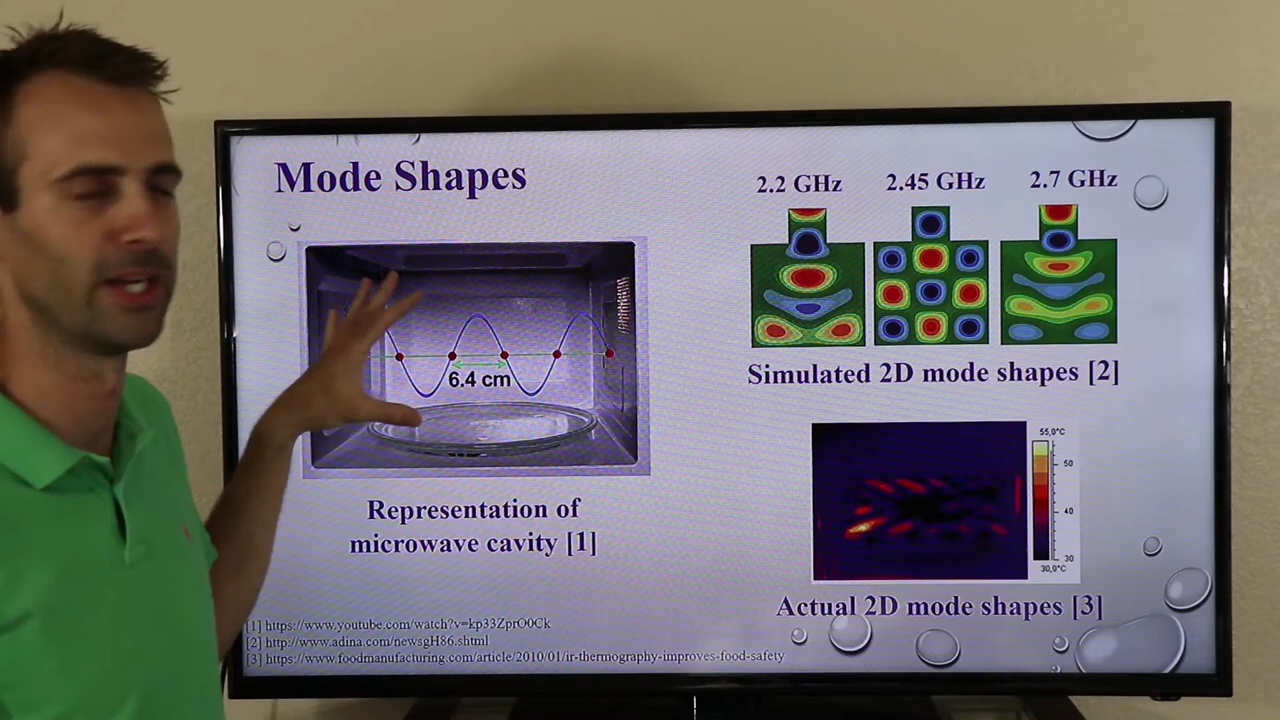 Mode Shapes
2.2 GHz
2.45 GHz
2.7 GHz
6.4 cm
Simulated 2D mode shapes [2]
55,0°C
50
40
30
30,0°C
Representation of
microwave cavity [1]
Actual 2D mode shapes [3]
[1] https://www.youtube.com/watch?v=kp33ZprO0Ck
[2] http://www.adina.com/newsgH86.shtml
[3] https://www.foodmanufacturing.com/article/2010/01/ir-thermography-improves-food-safety